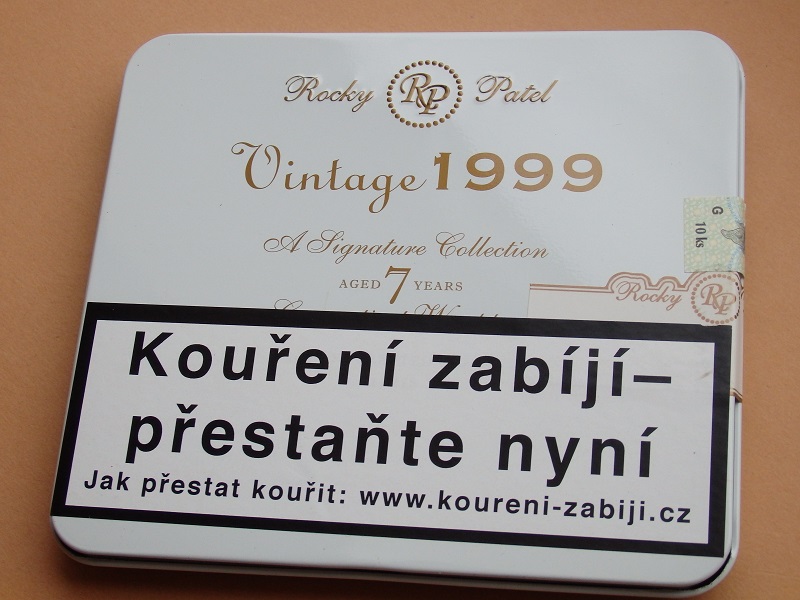 Rocky RP Patel
Vintage 1999
A Signature Collection
AGED 7 YEARS
G
10 ks
Rocky RP
Kouření zabíjí–
přestaňte nyní
Jak přestat kouřit: www.koureni-zabiji.cz